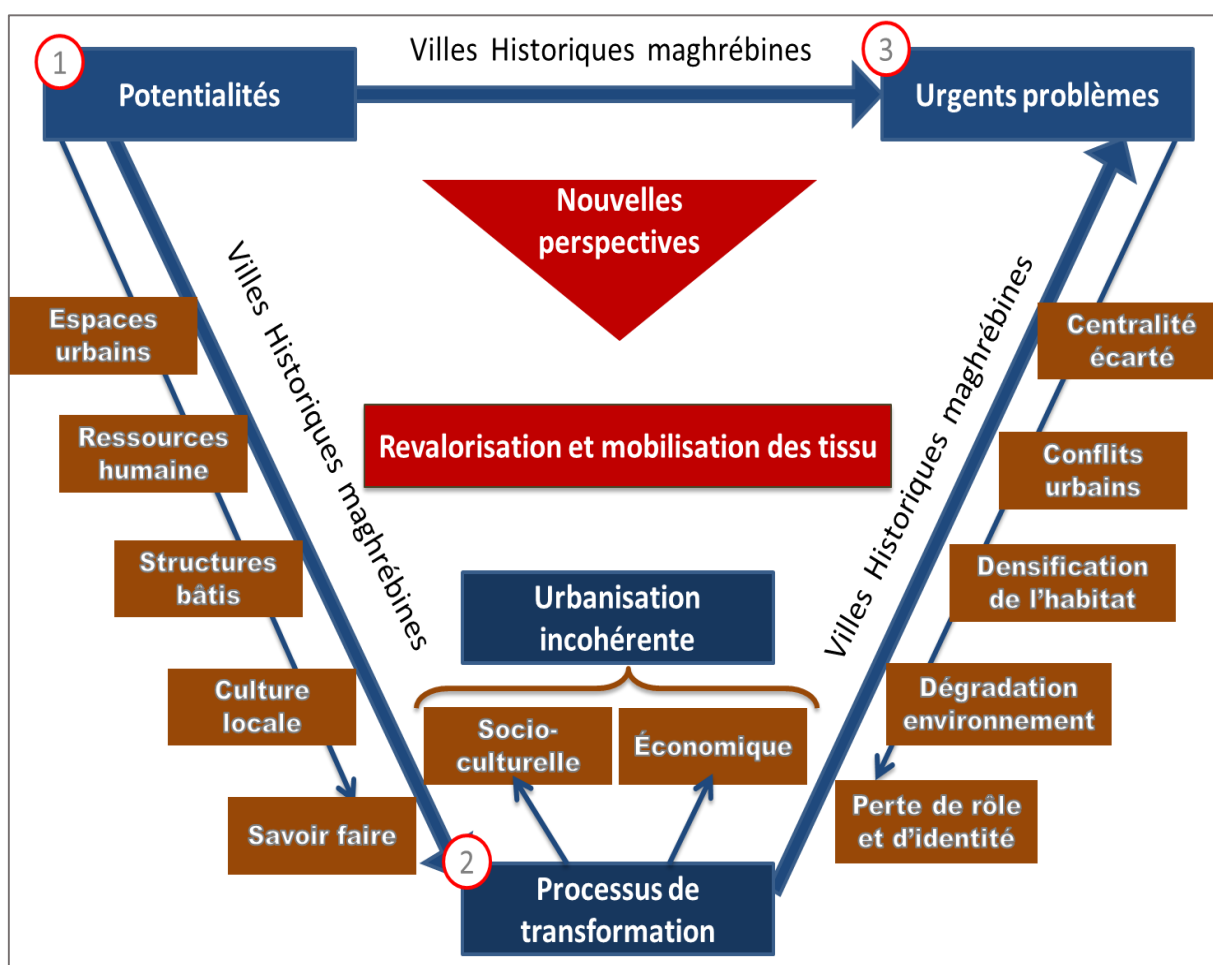 1
Potentialités
Villes Historiques maghrébines
3
Urgents problèmes
Nouvelles
perspectives
Villes Historiques maghrébines
Villes Historiques maghrébines
Espaces
urbains
Ressources
humaine
Structures
bâtis
Culture
locale
Savoir faire
Revalorisation et mobilisation des tissu
Urbanisation
incohérente
Socio-
culturelle
Économique
2
Processus de
transformation
Centralité
écarté
Conflits
urbains
Densification
de l'habitat
Dégradation
environnement
Perte de rôle
et d'identité